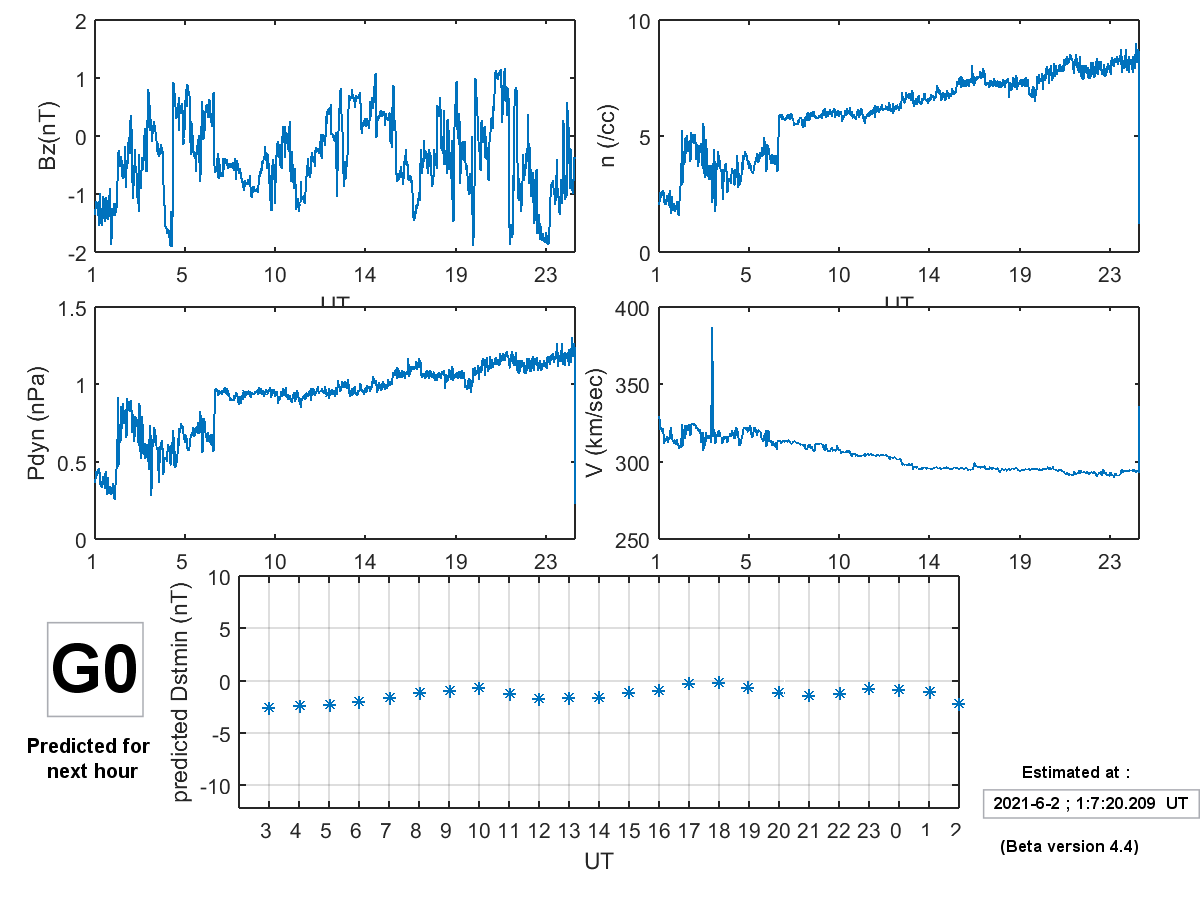 2
1
0
-1
-2
Bz(nT)
1 5 10 14 19 23
UT
10
5
0
n (/cc)
1 5 10 14 19 23
UT
1.5
1
0.5
0
Pdyn (nPa)
1 5 10 14 19 23
400
350
300
250
V (km/sec)
1 5 10 14 19 23
10
5
0
-5
-10
predicted Dstmin (nT)
3 4 5 6 7 8 9 10 11 12 13 14 15 16 17 18 19 20 21 22 23 0 1 2
UT
G0
Predicted for
next hour
Estimated at :
2021-6-2 ; 1:7:20.209 UT
(Beta version 4.4)